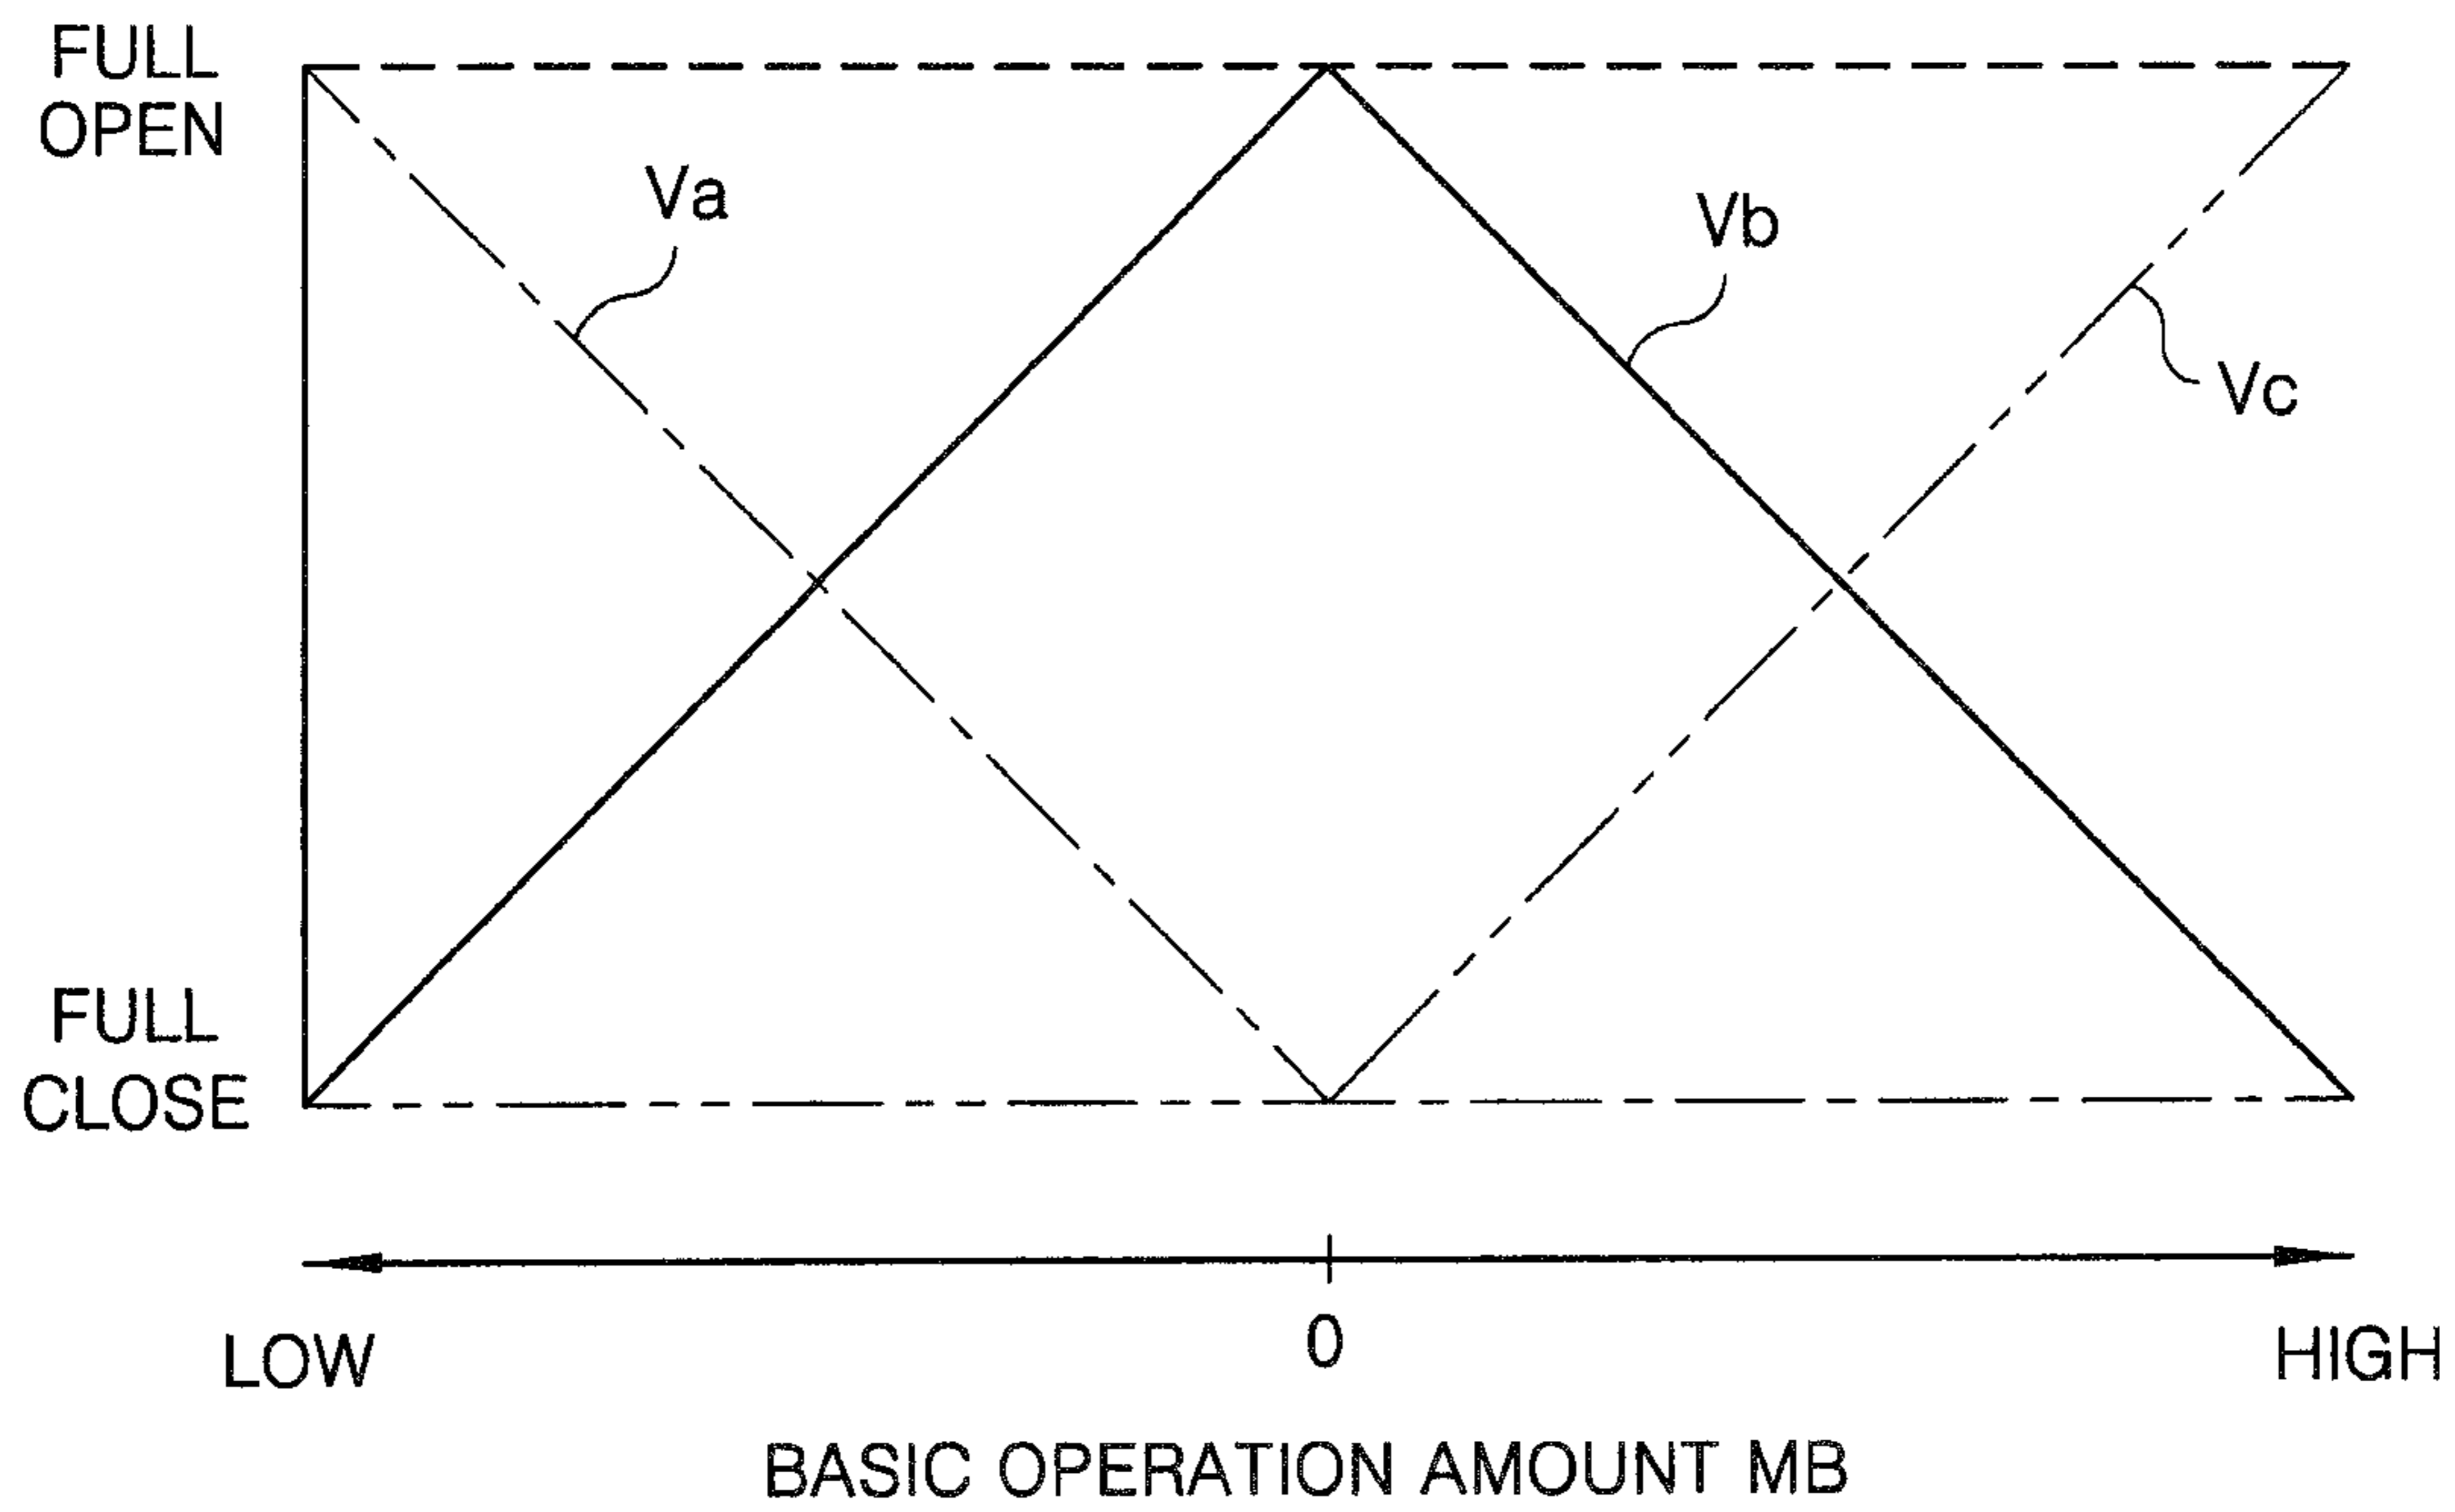 FULL
OPEN
Va
Vb
Vc
FULL
CLOSE
0
LOW
HIGH
BASIC OPERATION AMOUNT MB